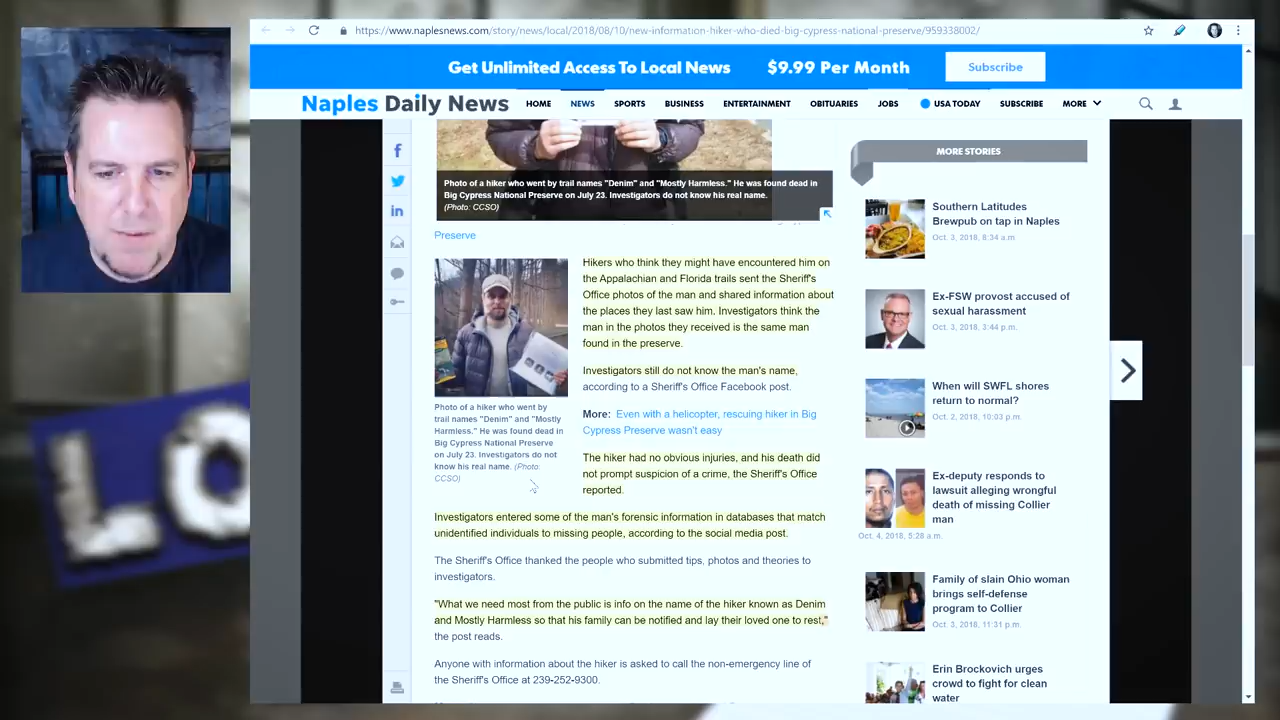 https://www.naplesnews.com/story/news/local/2018/08/10/new-information-hiker-who-died-big-cypress-national-preserve/959338002/
Get Unlimited Access To Local News $9.99 Per Month Subscribe
Naples Daily News HOME NEWS SPORTS BUSINESS ENTERTAINMENT OBITUARIES JOBS USA TODAY SUBSCRIBE MORE
Photo of a hiker who went by trail names "Denim" and "Mostly Harmless." He was found dead in
Big Cypress National Preserve on July 23. Investigators do not know his real name.
(Photo: CCSO)
Preserve
Hikers who think they might have encountered him on
the Appalachian and Florida trails sent the Sheriff's
Office photos of the man and shared information about
the places they last saw him. Investigators think the
man in the photos they received is the same man
found in the preserve.
Investigators still do not know the man's name,
according to a Sheriff's Office Facebook post.
More: Even with a helicopter, rescuing hiker in Big
Cypress Preserve wasn't easy
The hiker had no obvious injuries, and his death did
not prompt suspicion of a crime, the Sheriff's Office
reported.
Photo of a hiker who went by
trail names "Denim" and "Mostly
Harmless." He was found dead in
Big Cypress National Preserve
on July 23. Investigators do not
know his real name. (Photo:
CCSO)
Investigators entered some of the man's forensic information in databases that match
unidentified individuals to missing people, according to the social media post.
The Sheriff's Office thanked the people who submitted tips, photos and theories to
investigators.
"What we need most from the public is info on the name of the hiker known as Denim
and Mostly Harmless so that his family can be notified and lay their loved one to rest,"
the post reads.
Anyone with information about the hiker is asked to call the non-emergency line of
the Sheriff's Office at 239-252-9300.
MORE STORIES
Southern Latitudes
Brewpub on tap in Naples
Oct. 3, 2018, 8:34 a.m
Ex-FSW provost accused of
sexual harassment
Oct. 3, 2018, 3:44 p.m.
When will SWFL shores
return to normal?
Oct. 2, 2018, 10:03 p.m.
Ex-deputy responds to
lawsuit alleging wrongful
death of missing Collier
man
Oct. 4, 2018, 5:28 a.m.
Family of slain Ohio woman
brings self-defense
program to Collier
Oct. 3, 2018, 11:31 p.m.
Erin Brockovich urges
crowd to fight for clean
water